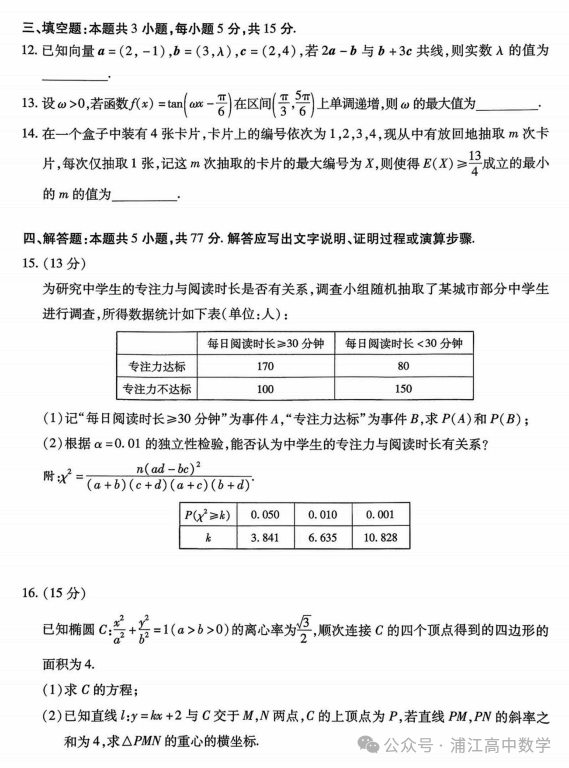 三、填空题:本题共 3 小题,每小题 5 分,共 15 分.
12. 已知向量 a = (2, -1), b = (3, λ), c = (2,4), 若 2a - b 与 b + 3c 共线,则实数 λ 的值为
________.
13. 设 ω > 0,若函数 f(x) = tan(ωx - π/6) 在区间 (π/3, 5π/6) 上单调递增,则 ω 的最大值为________.
14. 在一个盒子中装有 4 张卡片,卡片上的编号依次为 1,2,3,4,现从中有放回地抽取 m 次卡
片,每次仅抽取 1 张,记这 m 次抽取的卡片的最大编号为 X,则使得 E(X) ≥ 13/4 成立的最小
的 m 的值为________.
四、解答题:本题共 5 小题,共 77 分. 解答应写出文字说明、证明过程或演算步骤.
15. (13 分)
为研究中学生的专注力与阅读时长是否有关系,调查小组随机抽取了某城市部分中学生
进行调查,所得数据统计如下表(单位:人):
每日阅读时长≥30 分钟 每日阅读时长 <30 分钟
专注力达标 170 80
专注力不达标 100 150
(1)记“每日阅读时长≥30 分钟”为事件 A,“专注力达标”为事件 B,求 P(A) 和 P(B);
(2)根据 α = 0.01 的独立性检验,能否认为中学生的专注力与阅读时长有关系?
附:χ² = n(ad - bc)² / (a + b)(c + d)(a + c)(b + d).
P(χ² ≥ k) 0.050 0.010 0.001
k 3.841 6.635 10.828
16. (15 分)
已知椭圆 C: x²/a² + y²/b² = 1(a > b > 0) 的离心率为 √3/2,顺次连接 C 的四个顶点得到的四边形的
面积为 4.
(1)求 C 的方程;
(2)已知直线 l: y = kx + 2 与 C 交于 M,N 两点,C 的上顶点为 P,若直线 PM,PN 的斜率之
和为 4,求△PMN 的重心的横坐标.
公众号 · 浦江高中数学